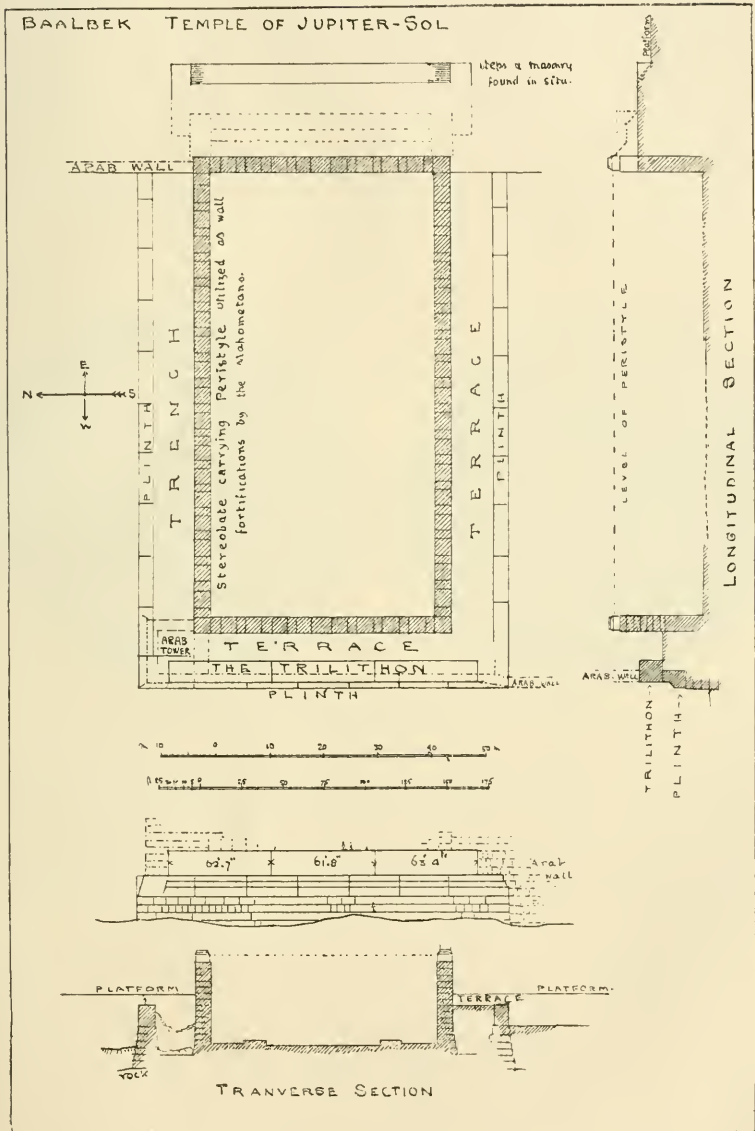 BAALBEK TEMPLE OF JUPITER-SOL
steps & masonry
found in situ.
Platform
ARAB WALL
Stereobate carrying Peristyle utilized as wall
fortifications by the Mahometans.
TRENCH
PLINTH
N
E
S
W
TERRACE
PLINTH
LEVEL OF PERISTYLE
LONGITUDINAL SECTION
ARAB
TOWER
TERRACE
THE TRILITHON
PLINTH
ARAB WALL
ARAB WALL
TRILITHON
PLINTH
10 0 10 20 30 40 50
0 25 50 75 100 125 150 175
62'.7" 61'.8" 63'.4"
Arab
wall
PLATFORM
TERRACE
PLATFORM.
ROCK
TRANVERSE SECTION